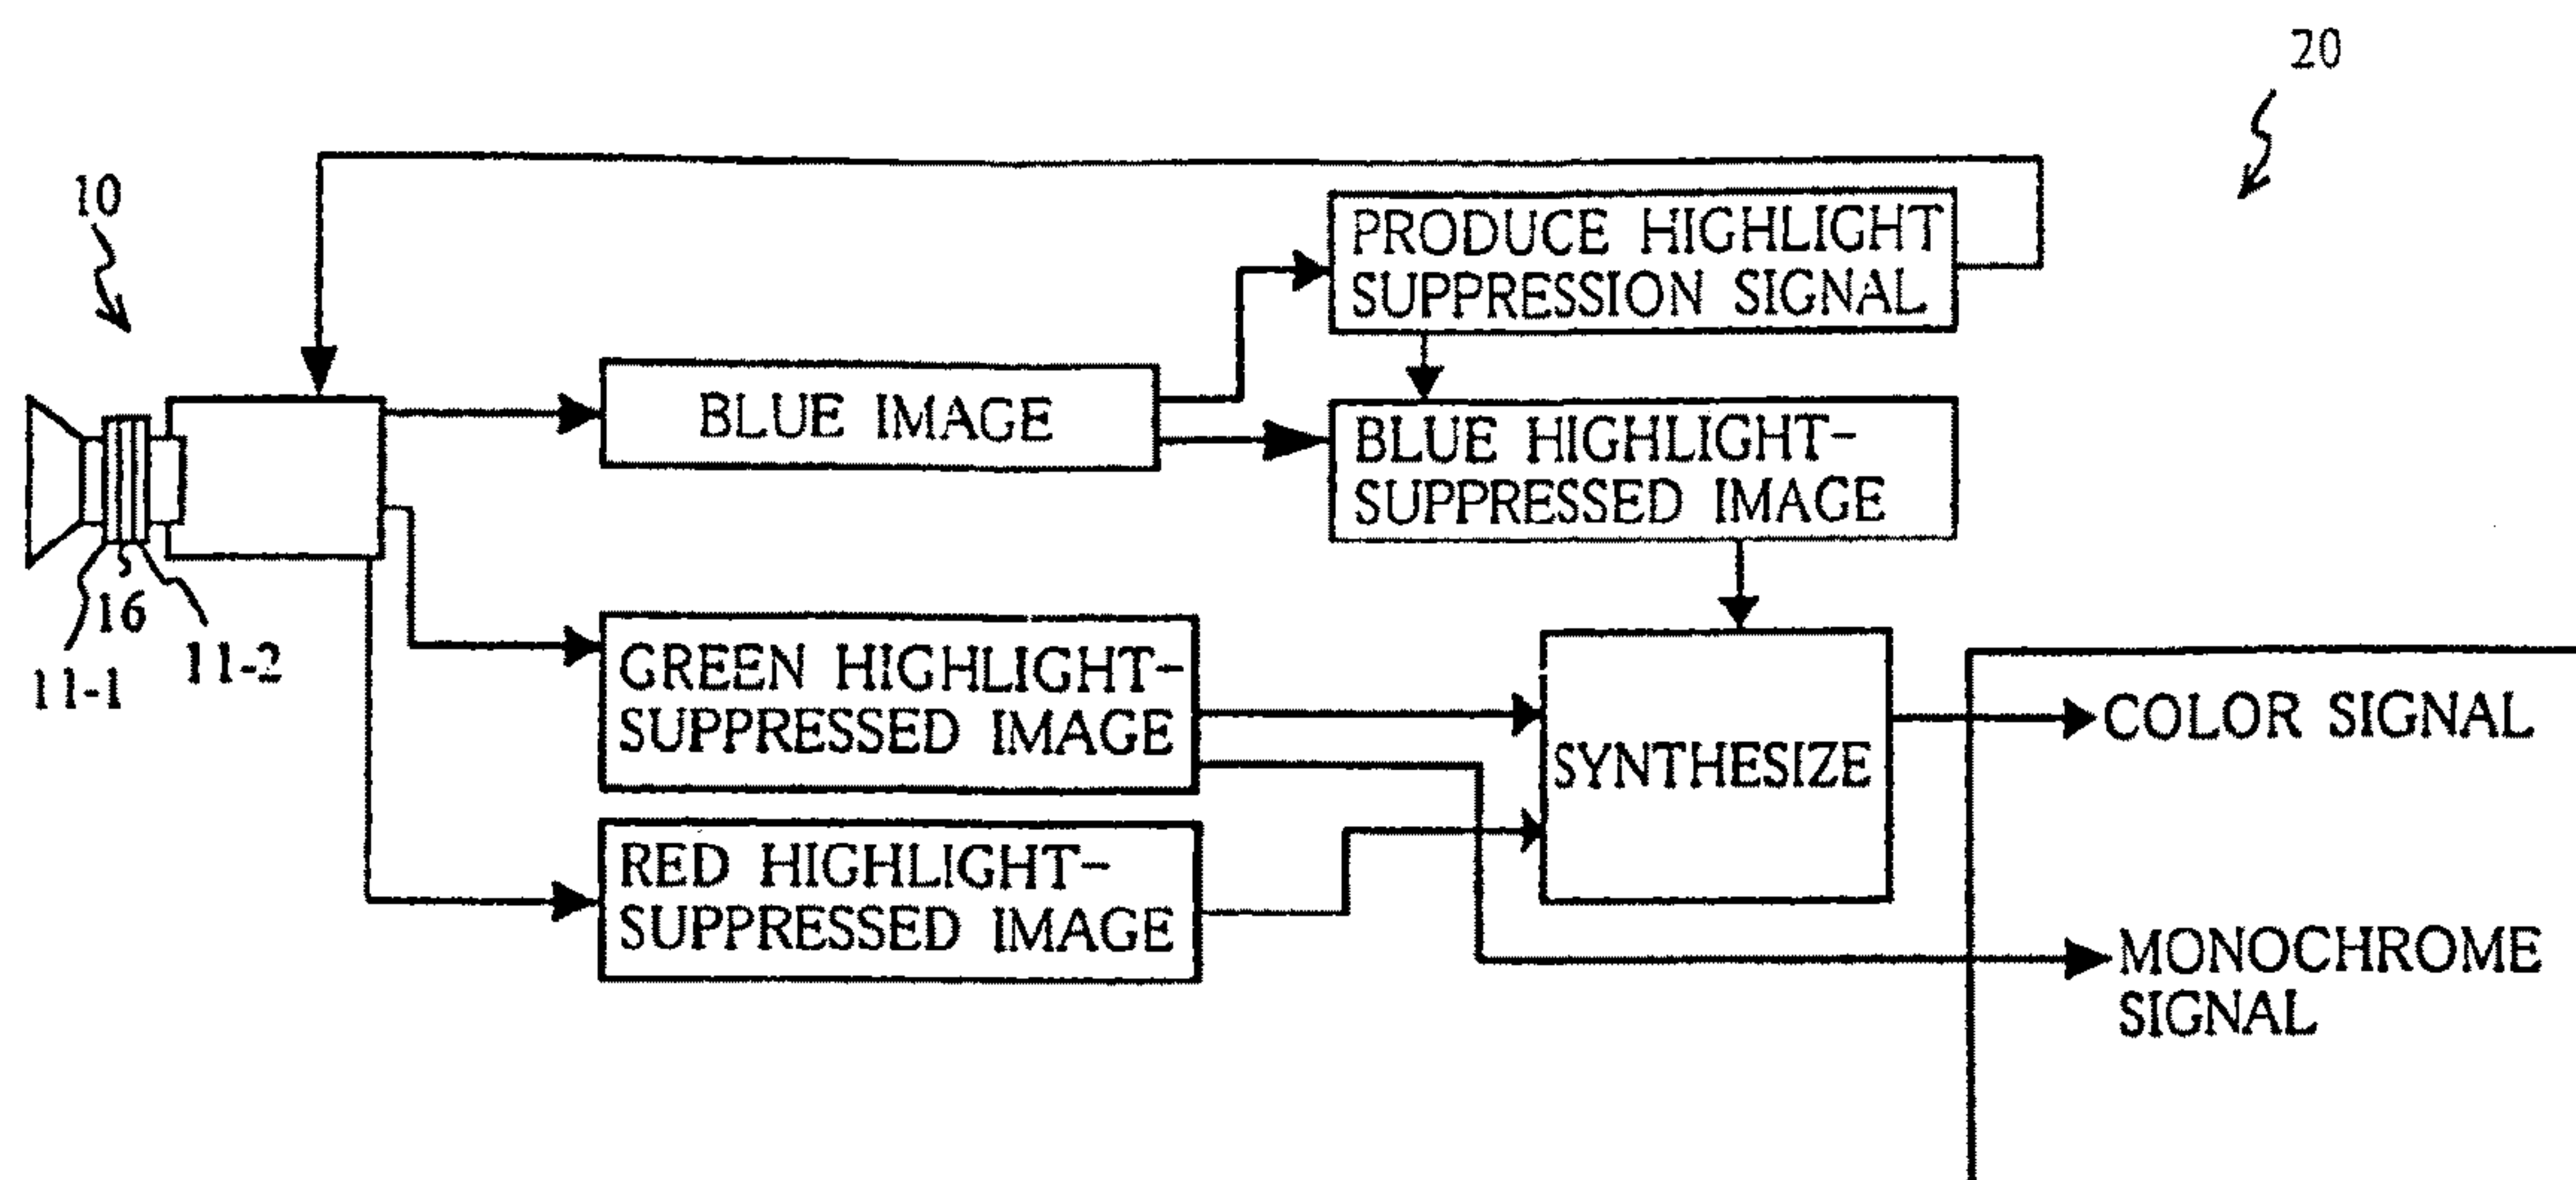 20
10
PRODUCE HIGHLIGHT
SUPPRESSION SIGNAL
BLUE IMAGE
BLUE HIGHLIGHT-
SUPPRESSED IMAGE
16
11-1
11-2
GREEN HIGHLIGHT-
SUPPRESSED IMAGE
RED HIGHLIGHT-
SUPPRESSED IMAGE
SYNTHESIZE
COLOR SIGNAL
MONOCHROME
SIGNAL